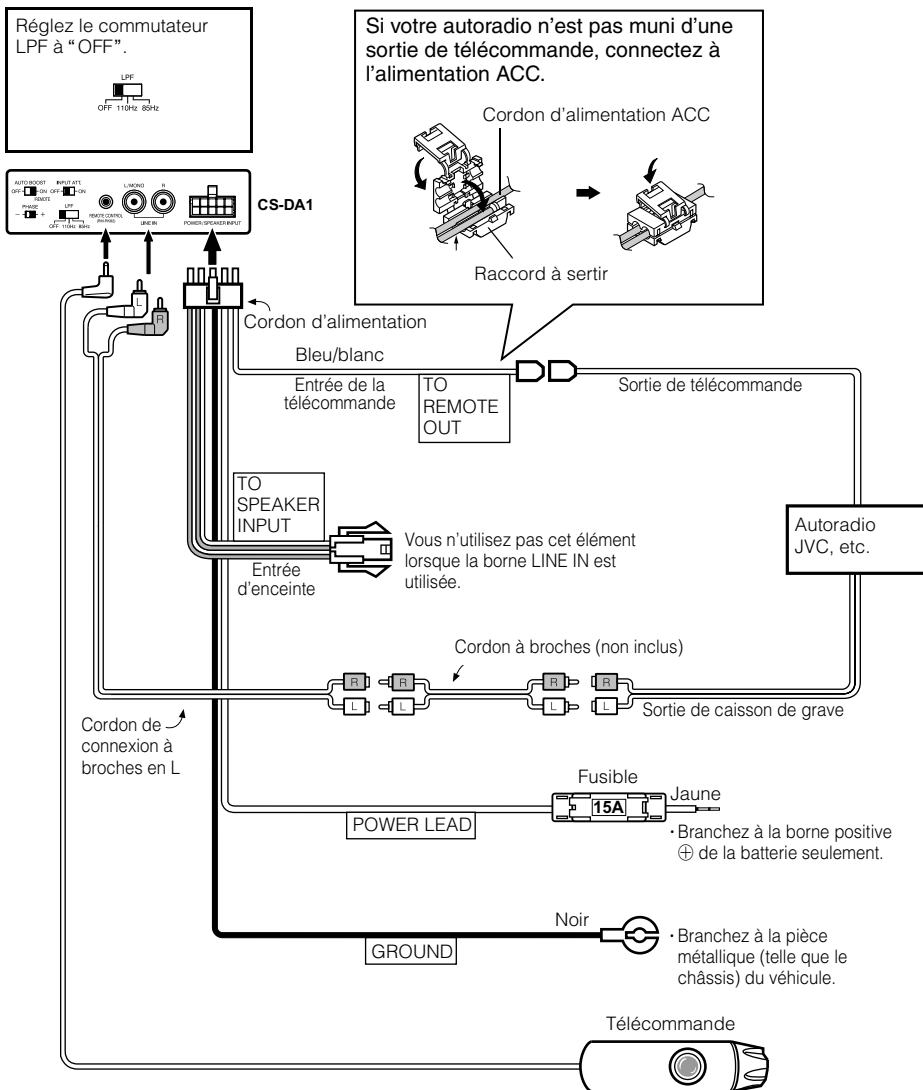 Réglez le commutateur
LPF à “OFF”.
LPF
OFF 110Hz 85Hz
Si votre autoradio n’est pas muni d’une
sortie de télécommande, connectez à
l’alimentation ACC.
Cordon d’alimentation ACC
Raccord à sertir
AUTO BOOST
OFF ON
REMOTE
INPUT ATT.
OFF ON
PHASE
- +
LPF
OFF 110Hz 85Hz
REMOTE CONTROL
L/MONO R
LINE IN
POWER/SPEAKER INPUT
CS-DA1
L
R
Cordon d’alimentation
Bleu/blanc
Entrée de la
télécommande
TO
REMOTE
OUT
Sortie de télécommande
TO
SPEAKER
INPUT
Entrée
d’enceinte
Vous n’utilisez pas cet élément
lorsque la borne LINE IN est
utilisée.
Autoradio
JVC, etc.
Cordon à broches (non inclus)
R R R R
L L L L
Cordon de
connexion à
broches en L
Sortie de caisson de grave
Fusible
15A
Jaune
POWER LEAD
· Branchez à la borne positive
⊕ de la batterie seulement.
Noir
GROUND
· Branchez à la pièce
métallique (telle que le
châssis) du véhicule.
Télécommande